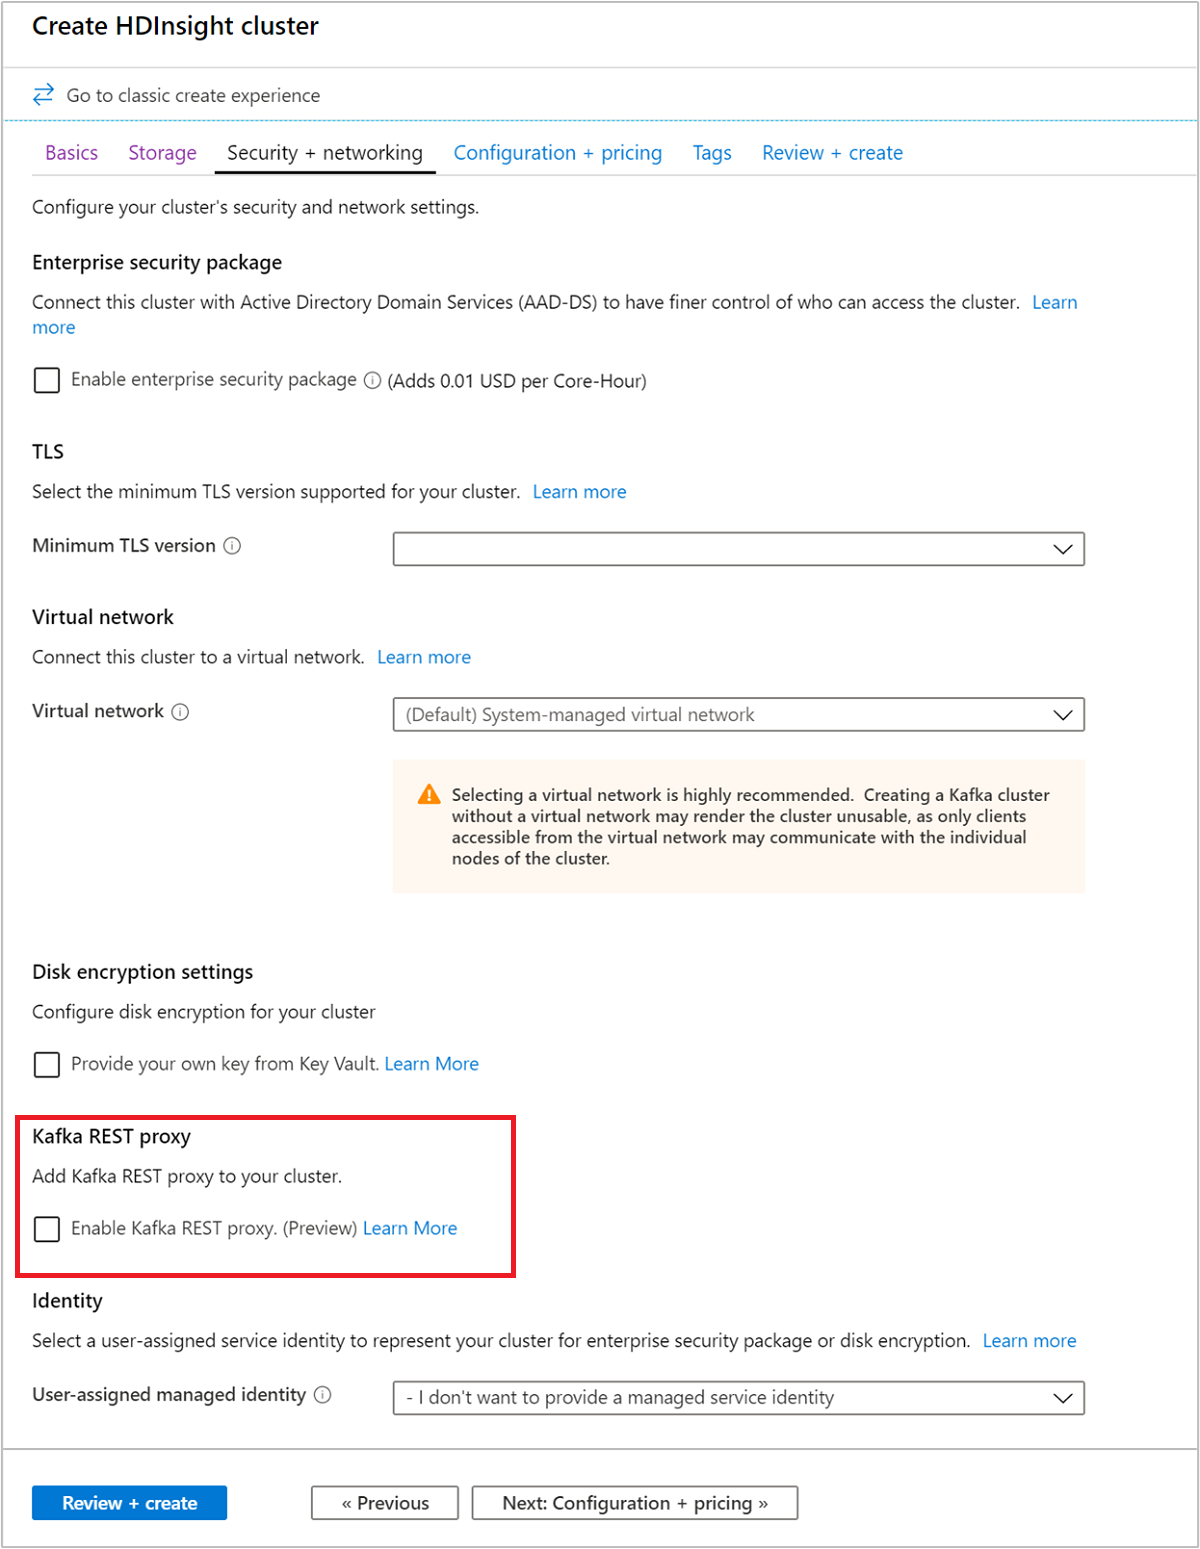 Create HDInsight cluster
Go to classic create experience
Basics Storage Security + networking Configuration + pricing Tags Review + create
Configure your cluster's security and network settings.
Enterprise security package
Connect this cluster with Active Directory Domain Services (AAD-DS) to have finer control of who can access the cluster. Learn
more
Enable enterprise security package (Adds 0.01 USD per Core-Hour)
TLS
Select the minimum TLS version supported for your cluster. Learn more
Minimum TLS version
Virtual network
Connect this cluster to a virtual network. Learn more
Virtual network (Default) System-managed virtual network
Selecting a virtual network is highly recommended. Creating a Kafka cluster
without a virtual network may render the cluster unusable, as only clients
accessible from the virtual network may communicate with the individual
nodes of the cluster.
Disk encryption settings
Configure disk encryption for your cluster
Provide your own key from Key Vault. Learn More
Kafka REST proxy
Add Kafka REST proxy to your cluster.
Enable Kafka REST proxy. (Preview) Learn More
Identity
Select a user-assigned service identity to represent your cluster for enterprise security package or disk encryption. Learn more
User-assigned managed identity - I don't want to provide a managed service identity
Review + create « Previous Next: Configuration + pricing »